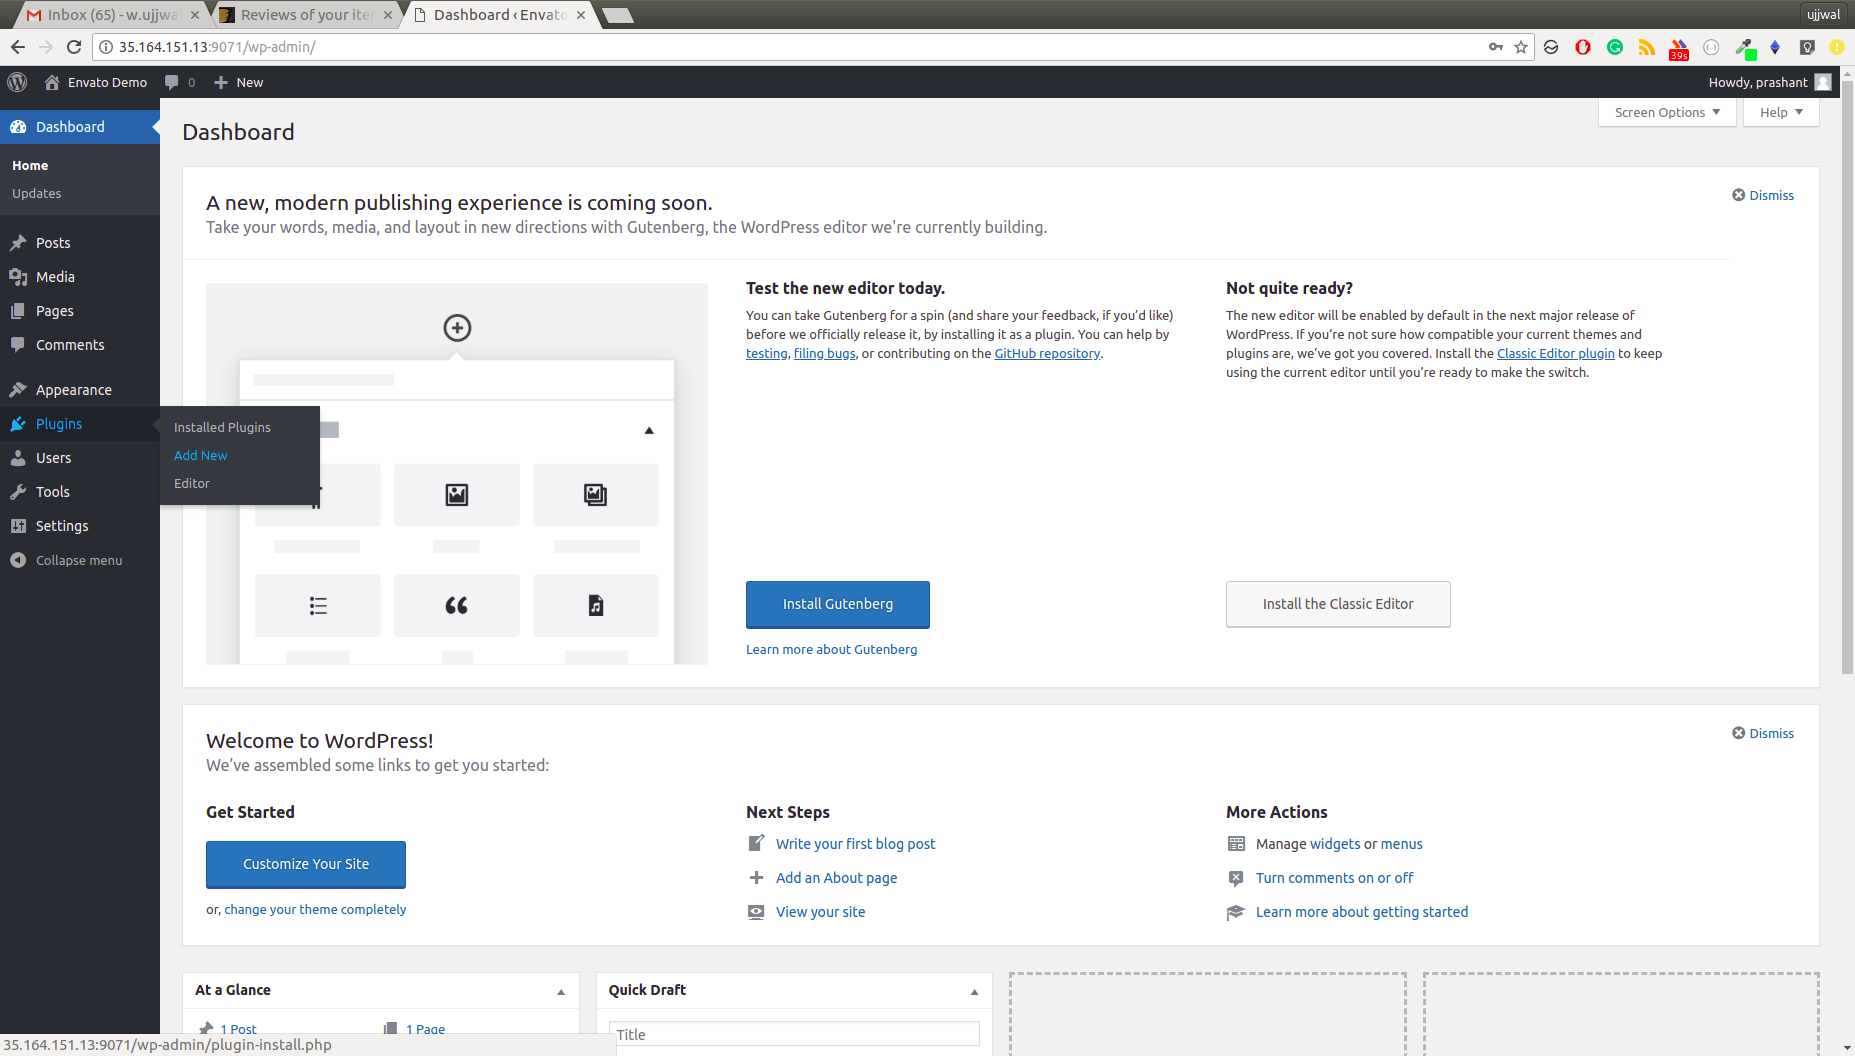 Inbox (65) - w.ujjwa
Reviews of your ite
Dashboard ‹ Envato
ujjwal
35.164.151.13:9071/wp-admin/
39s
Envato Demo
0
New
Howdy, prashant
Dashboard
Home
Updates
Posts
Media
Pages
Comments
Appearance
Plugins
Installed Plugins
Add New
Editor
Users
Tools
Settings
Collapse menu
Dashboard
Screen Options
Help
A new, modern publishing experience is coming soon.
Dismiss
Take your words, media, and layout in new directions with Gutenberg, the WordPress editor we're currently building.
Test the new editor today.
You can take Gutenberg for a spin (and share your feedback, if you’d like)
before we officially release it, by installing it as a plugin. You can help by
testing, filing bugs, or contributing on the GitHub repository.
Install Gutenberg
Learn more about Gutenberg
Not quite ready?
The new editor will be enabled by default in the next major release of
WordPress. If you’re not sure how compatible your current themes and
plugins are, we’ve got you covered. Install the Classic Editor plugin to keep
using the current editor until you’re ready to make the switch.
Install the Classic Editor
Welcome to WordPress!
Dismiss
We’ve assembled some links to get you started:
Get Started
Customize Your Site
or, change your theme completely
Next Steps
Write your first blog post
Add an About page
View your site
More Actions
Manage widgets or menus
Turn comments on or off
Learn more about getting started
At a Glance
1 Post
1 Page
Quick Draft
Title
35.164.151.13:9071/wp-admin/plugin-install.php